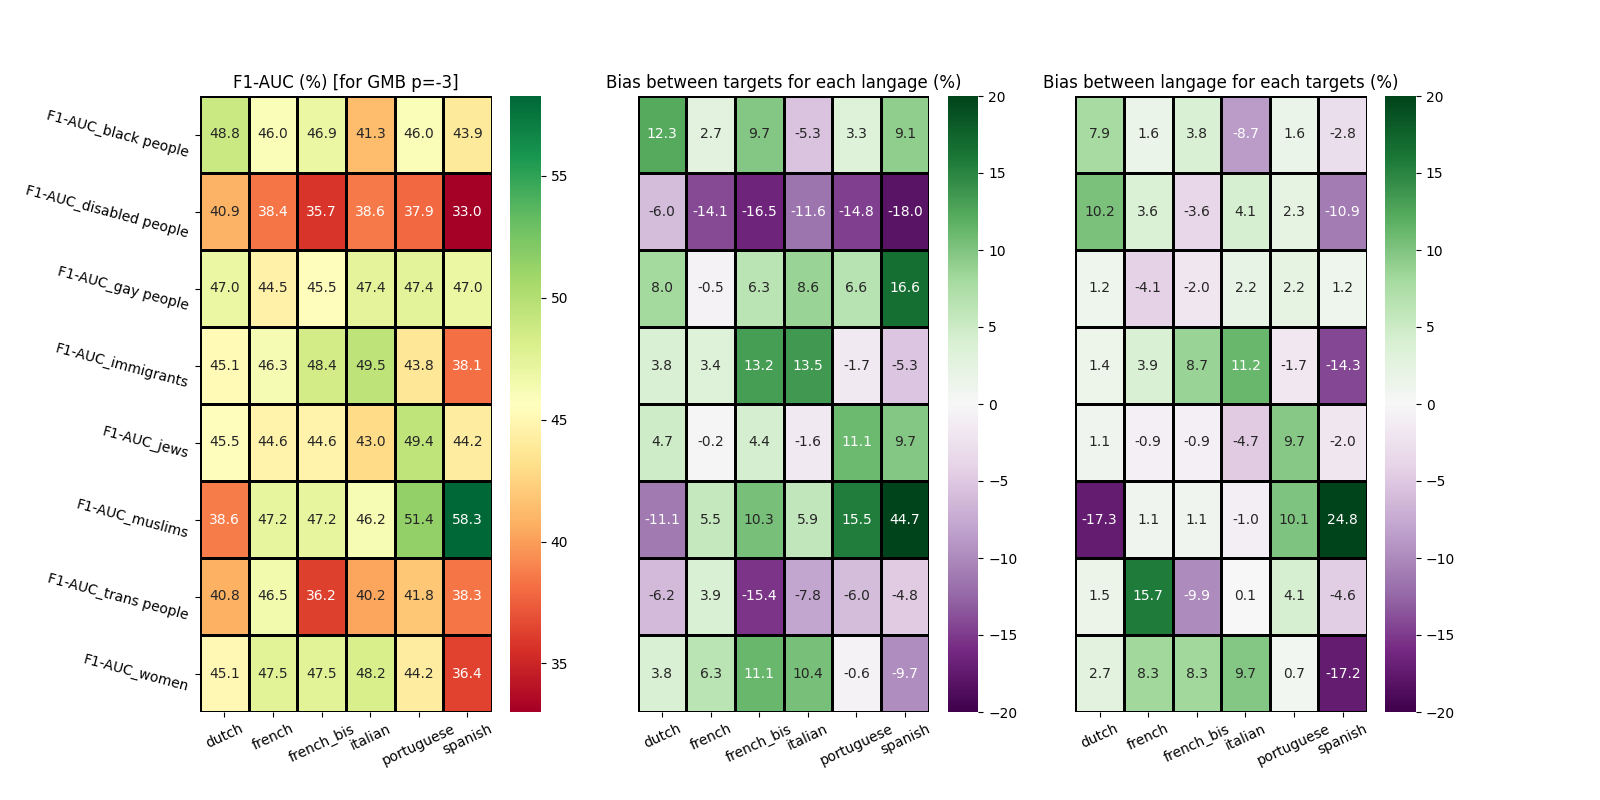 F1-AUC (%) [for GMB p=-3]
Bias between targets for each langage (%)
Bias between langage for each targets (%)
F1-AUC_black people 48.8 46.0 46.9 41.3 46.0 43.9
F1-AUC_disabled people 40.9 38.4 35.7 38.6 37.9 33.0
F1-AUC_gay people 47.0 44.5 45.5 47.4 47.4 47.0
F1-AUC_immigrants 45.1 46.3 48.4 49.5 43.8 38.1
F1-AUC_jews 45.5 44.6 44.6 43.0 49.4 44.2
F1-AUC_muslims 38.6 47.2 47.2 46.2 51.4 58.3
F1-AUC_trans people 40.8 46.5 36.2 40.2 41.8 38.3
F1-AUC_women 45.1 47.5 47.5 48.2 44.2 36.4
dutch french french_bis italian portuguese spanish
55
50
45
40
35
12.3 2.7 9.7 -5.3 3.3 9.1
-6.0 -14.1 -16.5 -11.6 -14.8 -18.0
8.0 -0.5 6.3 8.6 6.6 16.6
3.8 3.4 13.2 13.5 -1.7 -5.3
4.7 -0.2 4.4 -1.6 11.1 9.7
-11.1 5.5 10.3 5.9 15.5 44.7
-6.2 3.9 -15.4 -7.8 -6.0 -4.8
3.8 6.3 11.1 10.4 -0.6 -9.7
dutch french french_bis italian portuguese spanish
20
15
10
5
0
−5
−10
−15
−20
7.9 1.6 3.8 -8.7 1.6 -2.8
10.2 3.6 -3.6 4.1 2.3 -10.9
1.2 -4.1 -2.0 2.2 2.2 1.2
1.4 3.9 8.7 11.2 -1.7 -14.3
1.1 -0.9 -0.9 -4.7 9.7 -2.0
-17.3 1.1 1.1 -1.0 10.1 24.8
1.5 15.7 -9.9 0.1 4.1 -4.6
2.7 8.3 8.3 9.7 0.7 -17.2
dutch french french_bis italian portuguese spanish
20
15
10
5
0
−5
−10
−15
−20